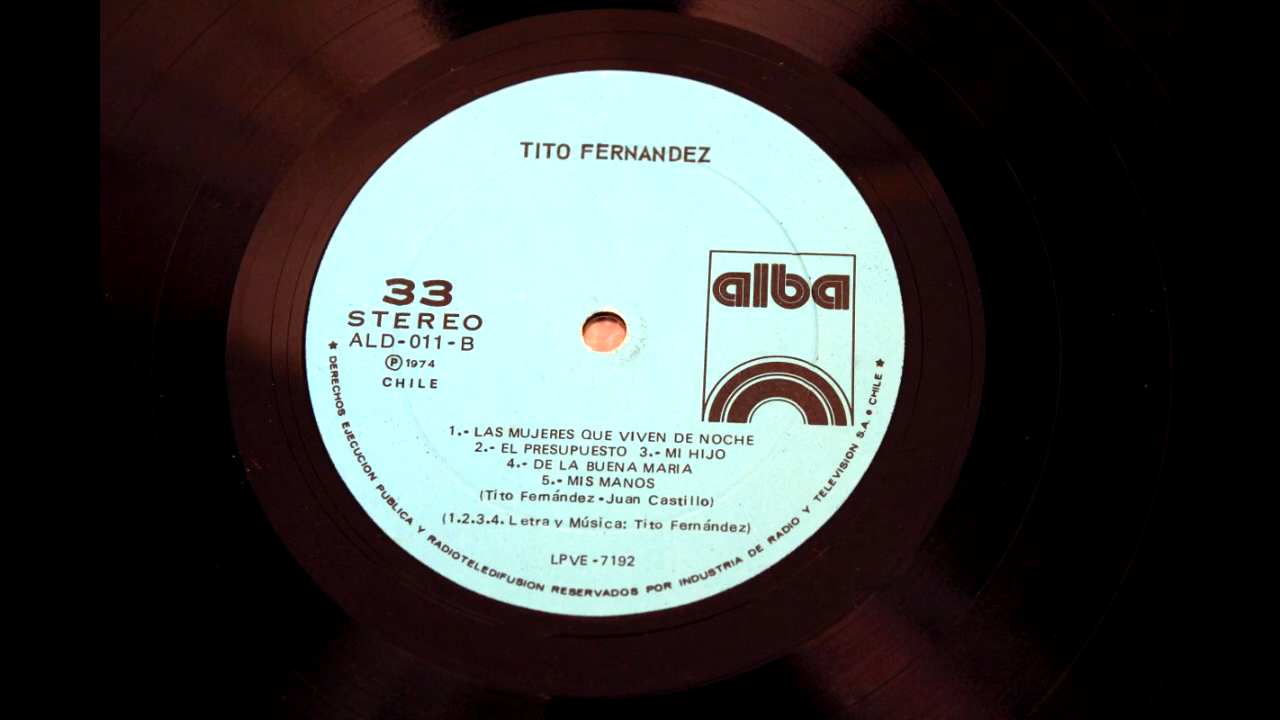 TITO FERNANDEZ
alba
33
STEREO
ALD-011-B
Ⓟ 1974
CHILE
1.- LAS MUJERES QUE VIVEN DE NOCHE
2.- EL PRESUPUESTO 3.- MI HIJO
4.- DE LA BUENA MARIA
5.- MIS MANOS
(Tito Fernández - Juan Castillo)
(1.2.3.4. Letra y Música: Tito Fernández)
LPVE - 7192
★ DERECHOS EJECUCION PUBLICA Y RADIOTELEDIFUSION RESERVADOS POR INDUSTRIA DE RADIO Y TELEVISION S.A. • CHILE ★